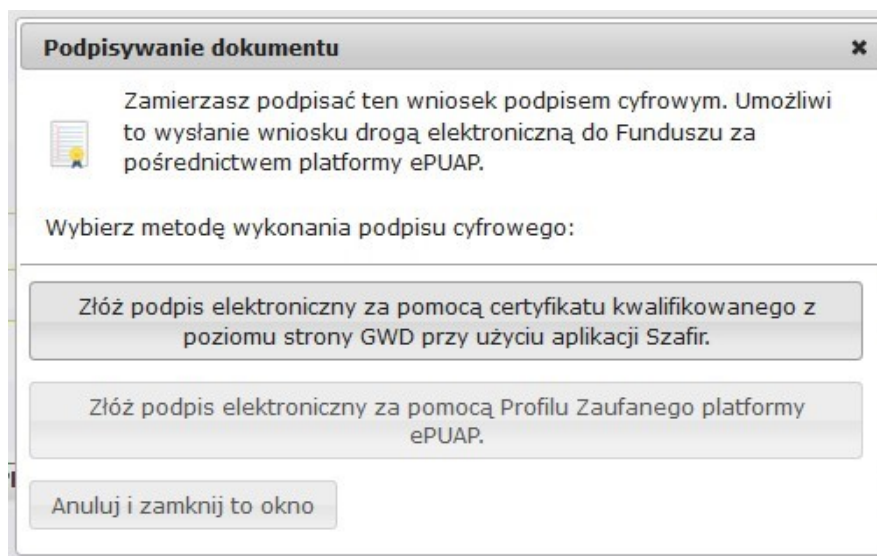 Podpisywanie dokumentu
Zamierzasz podpisać ten wniosek podpisem cyfrowym. Umożliwi
to wysłanie wniosku drogą elektroniczną do Funduszu za
pośrednictwem platformy ePUAP.
Wybierz metodę wykonania podpisu cyfrowego:
Złóż podpis elektroniczny za pomocą certyfikatu kwalifikowanego z
poziomu strony GWD przy użyciu aplikacji Szafir.
Złóż podpis elektroniczny za pomocą Profilu Zaufanego platformy
ePUAP.
Anuluj i zamknij to okno